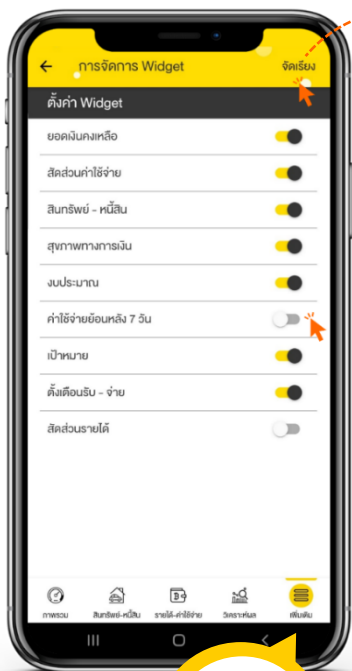 การจัดการ Widget
จัดเรียง
ตั้งค่า Widget
ยอดเงินคงเหลือ
สัดส่วนค่าใช้จ่าย
สินทรัพย์ - หนี้สิน
สุขภาพทางการเงิน
งบประมาณ
ค่าใช้จ่ายย้อนหลัง 7 วัน
เป้าหมาย
ตั้งเตือนรับ - จ่าย
สัดส่วนรายได้
ภาพรวม
สินทรัพย์-หนี้สิน
รายได้-ค่าใช้จ่าย
วิเคราะห์ผล
เพิ่มเติม